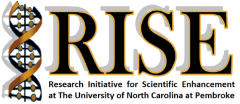 RISE
Research Initiative for Scientific Enhancement
at The University of North Carolina at Pembroke